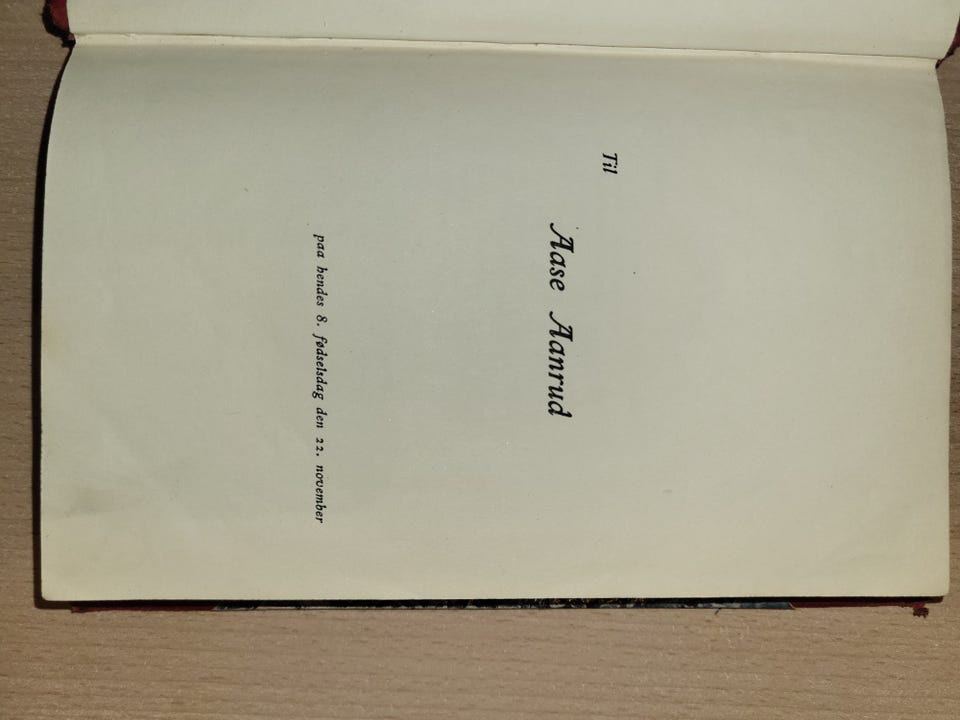 Til
Aase Aanrud
paa hendes 8. fødselsdag den 22. november